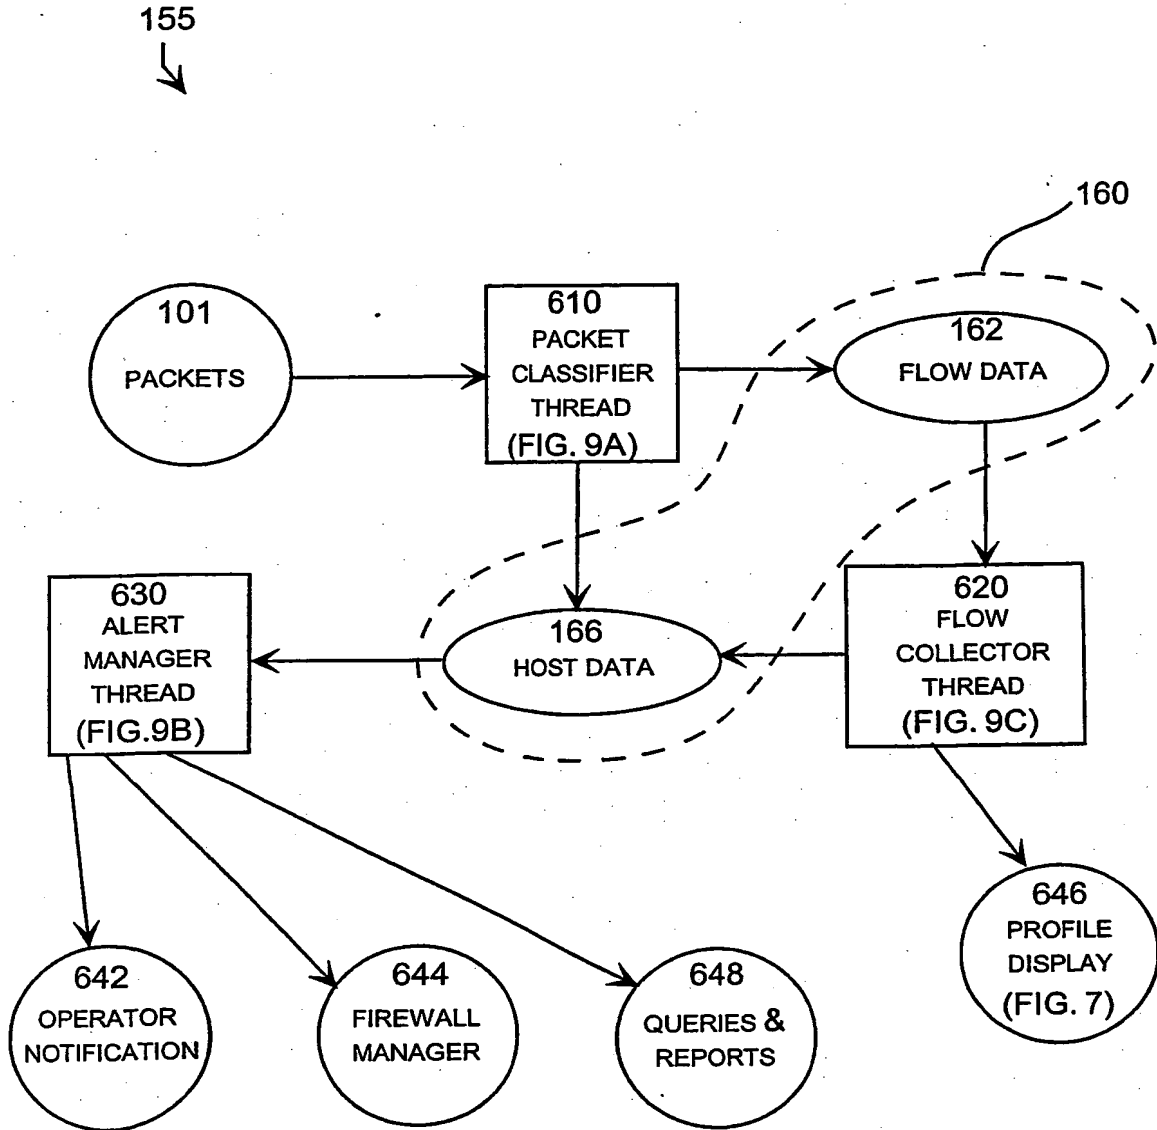 155
160
101
PACKETS
610
PACKET
CLASSIFIER
THREAD
(FIG. 9A)
162
FLOW DATA
630
ALERT
MANAGER
THREAD
(FIG.9B)
166
HOST DATA
620
FLOW
COLLECTOR
THREAD
(FIG. 9C)
642
OPERATOR
NOTIFICATION
644
FIREWALL
MANAGER
648
QUERIES &
REPORTS
646
PROFILE
DISPLAY
(FIG. 7)